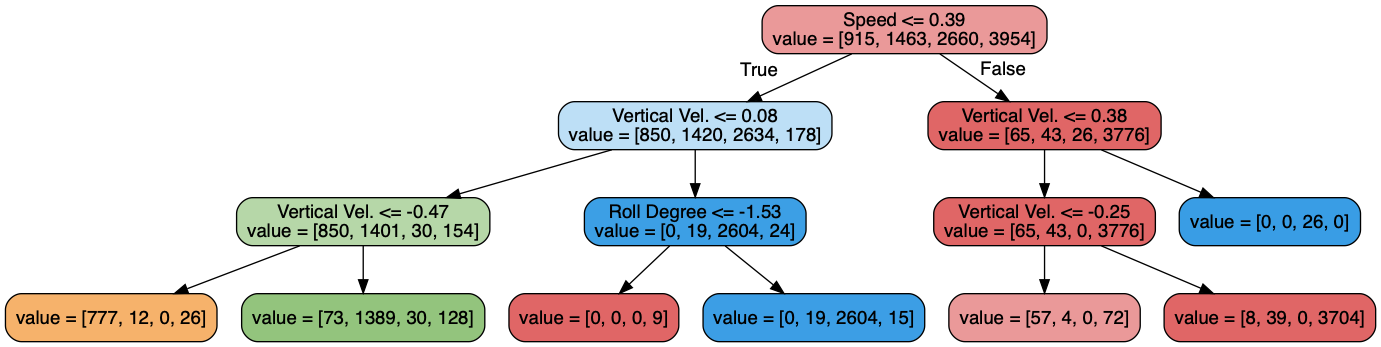 Speed <= 0.39
value = [915, 1463, 2660, 3954]
True
False
Vertical Vel. <= 0.08
value = [850, 1420, 2634, 178]
Vertical Vel. <= 0.38
value = [65, 43, 26, 3776]
Vertical Vel. <= -0.47
value = [850, 1401, 30, 154]
Roll Degree <= -1.53
value = [0, 19, 2604, 24]
Vertical Vel. <= -0.25
value = [65, 43, 0, 3776]
value = [0, 0, 26, 0]
value = [777, 12, 0, 26]
value = [73, 1389, 30, 128]
value = [0, 0, 0, 9]
value = [0, 19, 2604, 15]
value = [57, 4, 0, 72]
value = [8, 39, 0, 3704]